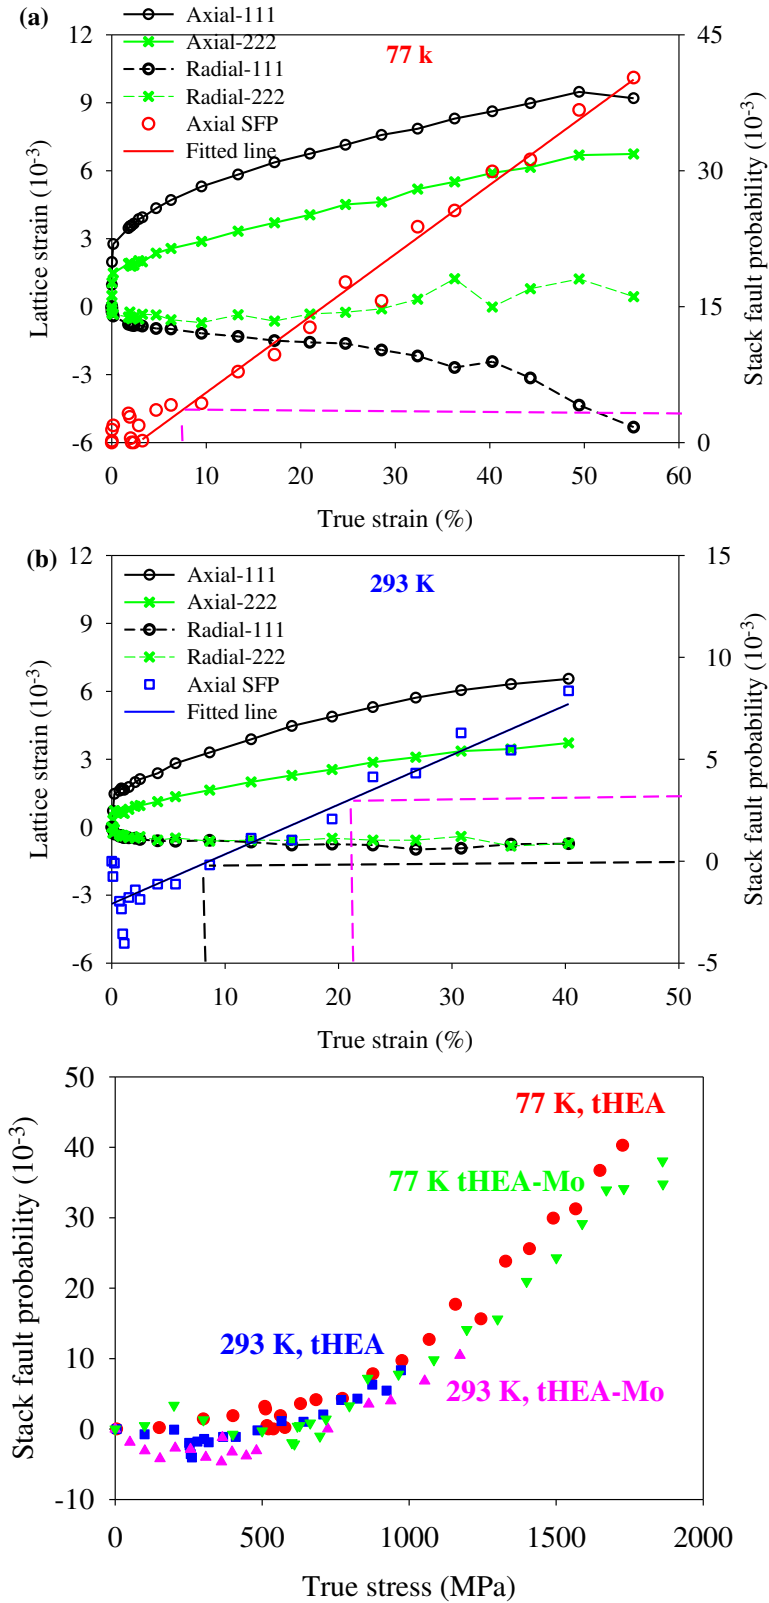 (a)
Axial-111
Axial-222
Radial-111
Radial-222
Axial SFP
Fitted line
77 k
12
9
6
3
0
-3
-6
Lattice strain (10-3)
45
30
15
0
Stack fault probability (10-3)
0 10 20 30 40 50 60
True strain (%)
(b)
Axial-111
Axial-222
Radial-111
Radial-222
Axial SFP
Fitted line
293 K
12
9
6
3
0
-3
-6
Lattice strain (10-3)
15
10
5
0
-5
Stack fault probability (10-3)
0 10 20 30 40 50
True strain (%)
50
40
30
20
10
0
-10
Stack fault probability (10-3)
77 K, tHEA
77 K tHEA-Mo
293 K, tHEA
293 K, tHEA-Mo
0 500 1000 1500 2000
True stress (MPa)